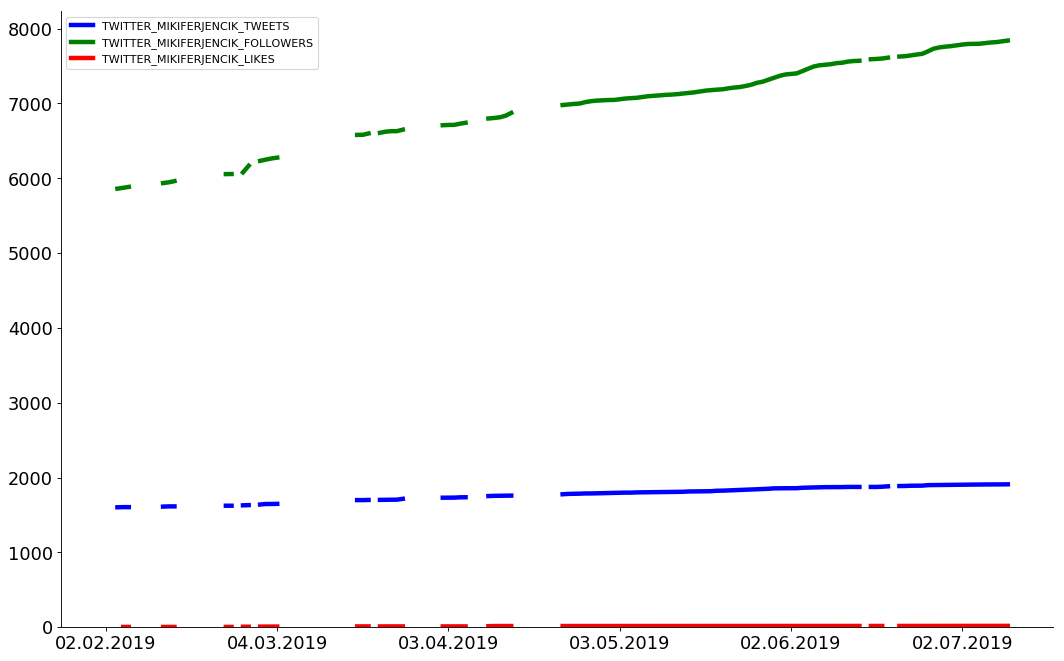 TWITTER_MIKIFERJENCIK_TWEETS
TWITTER_MIKIFERJENCIK_FOLLOWERS
TWITTER_MIKIFERJENCIK_LIKES
8000
7000
6000
5000
4000
3000
2000
1000
0
02.02.2019 04.03.2019 03.04.2019 03.05.2019 02.06.2019 02.07.2019